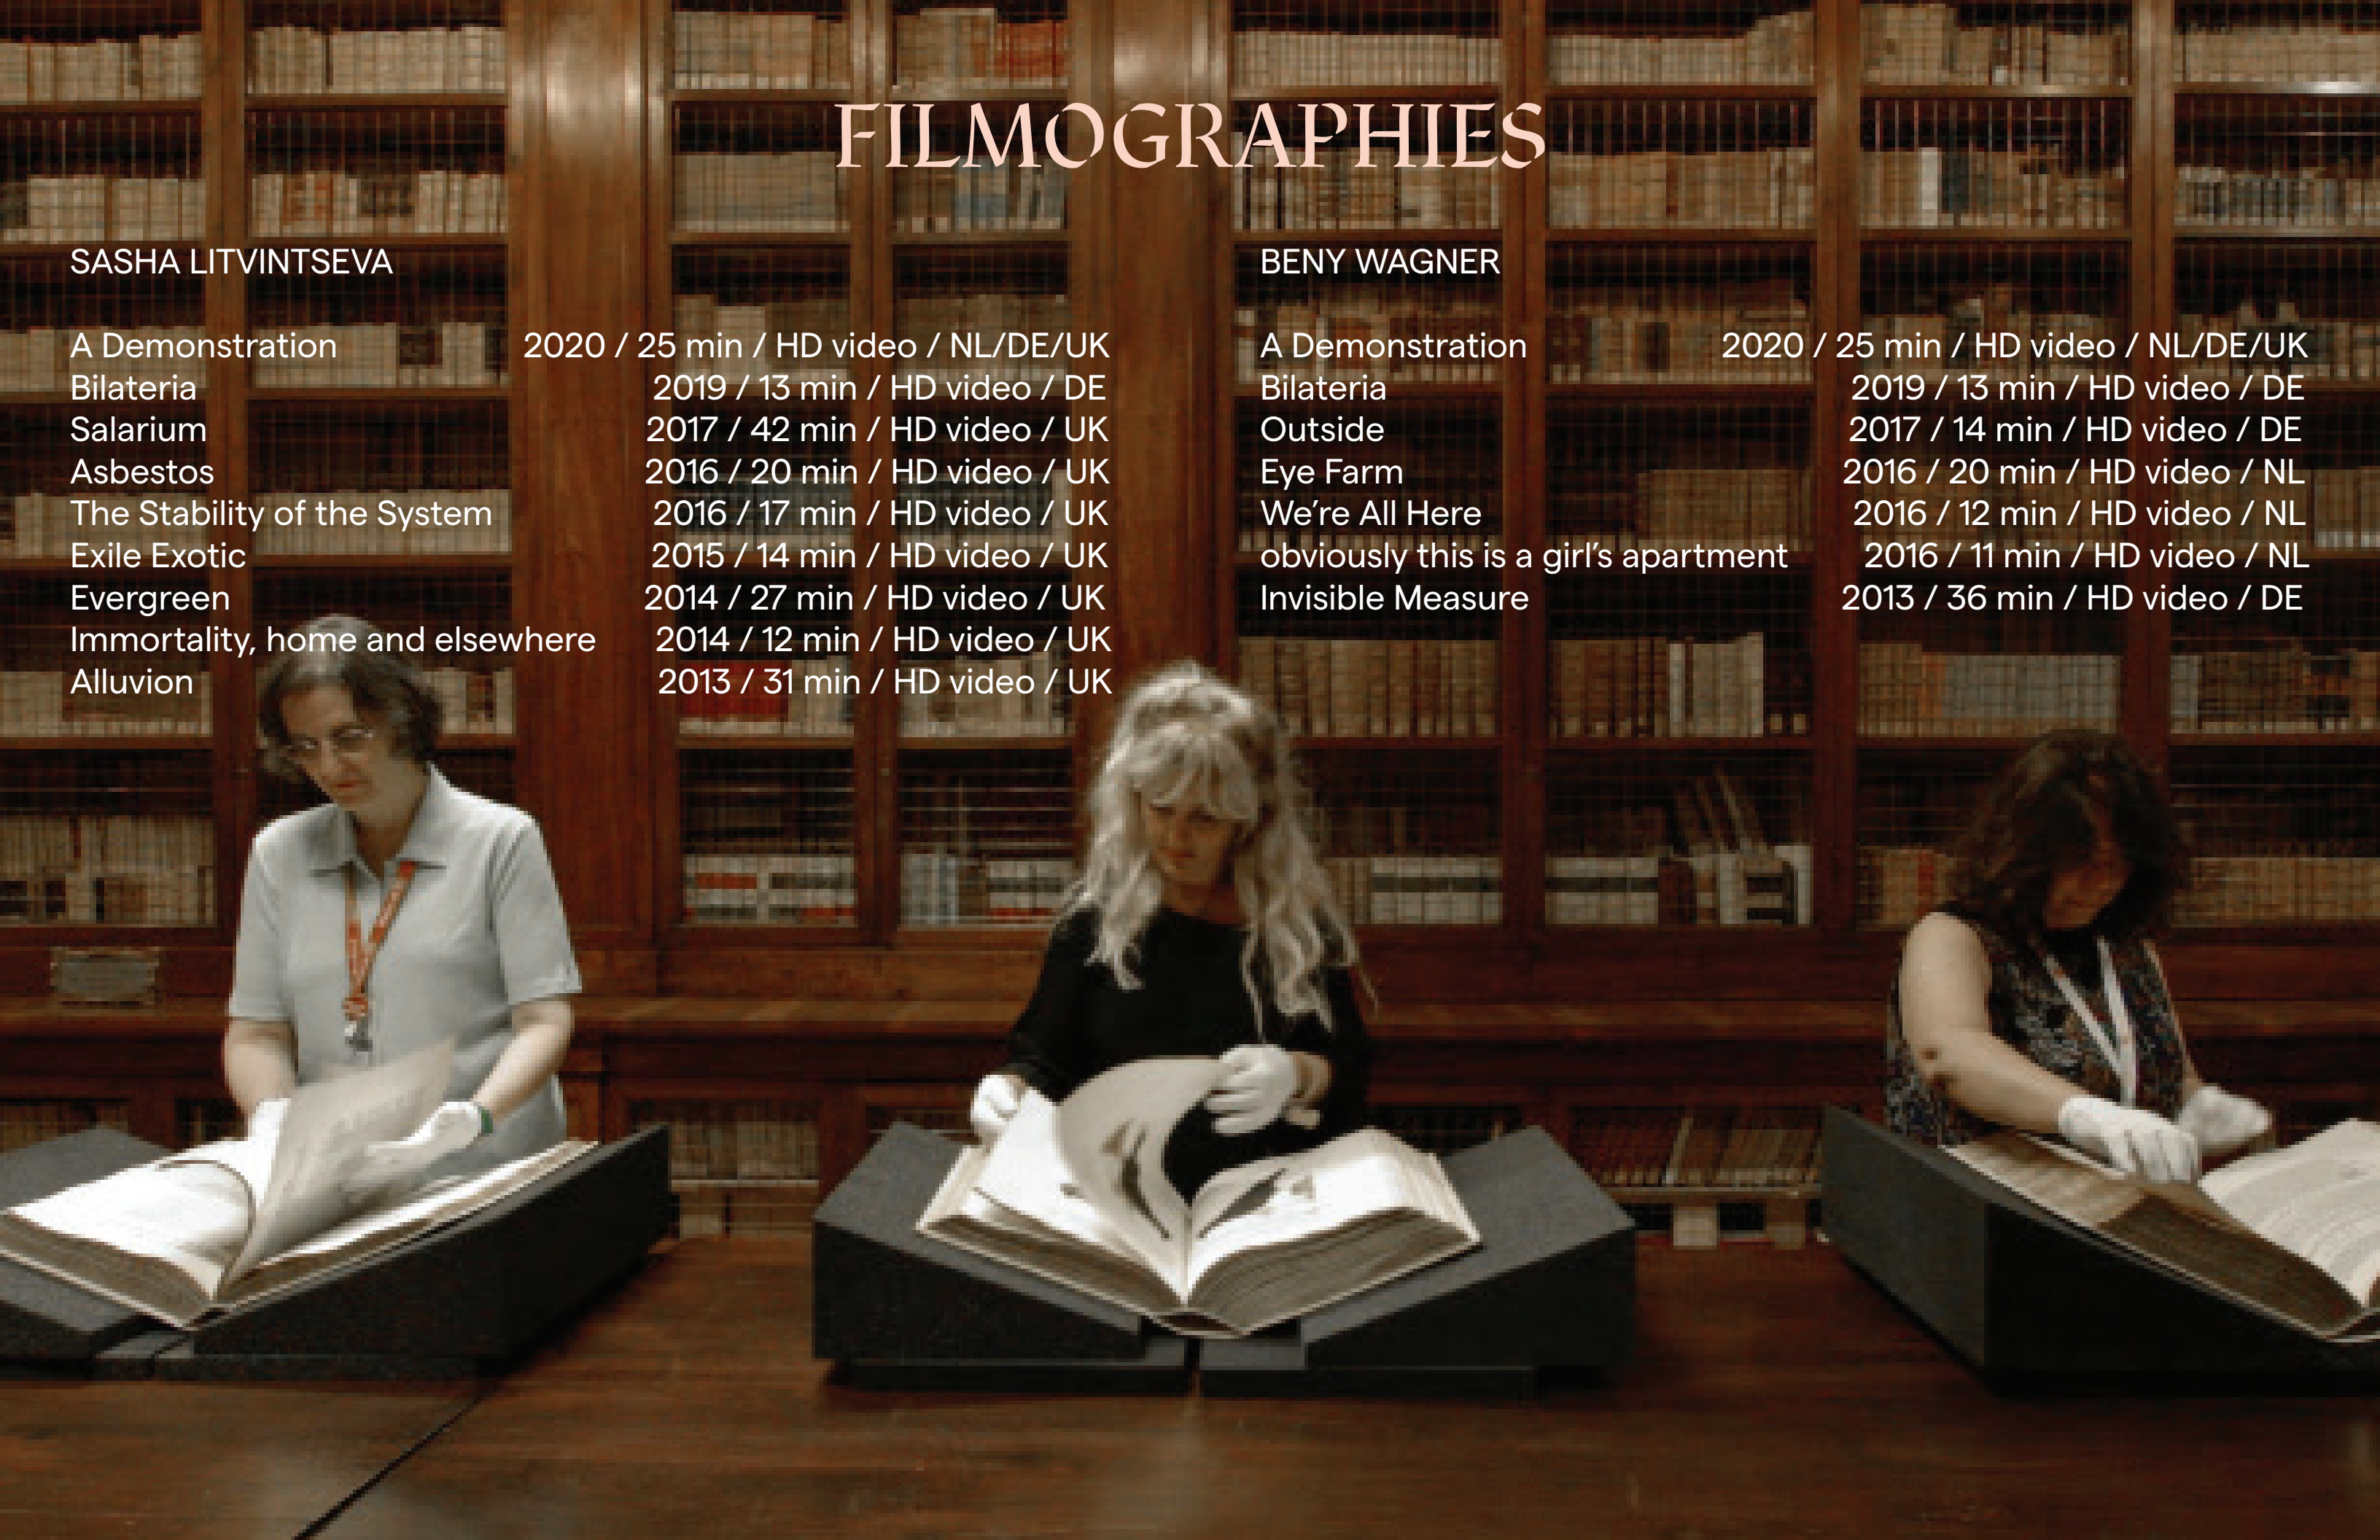 FILMOGRAPHIES
SASHA LITVINTSEVA
A Demonstration 2020 / 25 min / HD video / NL/DE/UK
Bilateria 2019 / 13 min / HD video / DE
Salarium 2017 / 42 min / HD video / UK
Asbestos 2016 / 20 min / HD video / UK
The Stability of the System 2016 / 17 min / HD video / UK
Exile Exotic 2015 / 14 min / HD video / UK
Evergreen 2014 / 27 min / HD video / UK
Immortality, home and elsewhere 2014 / 12 min / HD video / UK
Alluvion 2013 / 31 min / HD video / UK
BENY WAGNER
A Demonstration 2020 / 25 min / HD video / NL/DE/UK
Bilateria 2019 / 13 min / HD video / DE
Outside 2017 / 14 min / HD video / DE
Eye Farm 2016 / 20 min / HD video / NL
We’re All Here 2016 / 12 min / HD video / NL
obviously this is a girl’s apartment 2016 / 11 min / HD video / NL
Invisible Measure 2013 / 36 min / HD video / DE